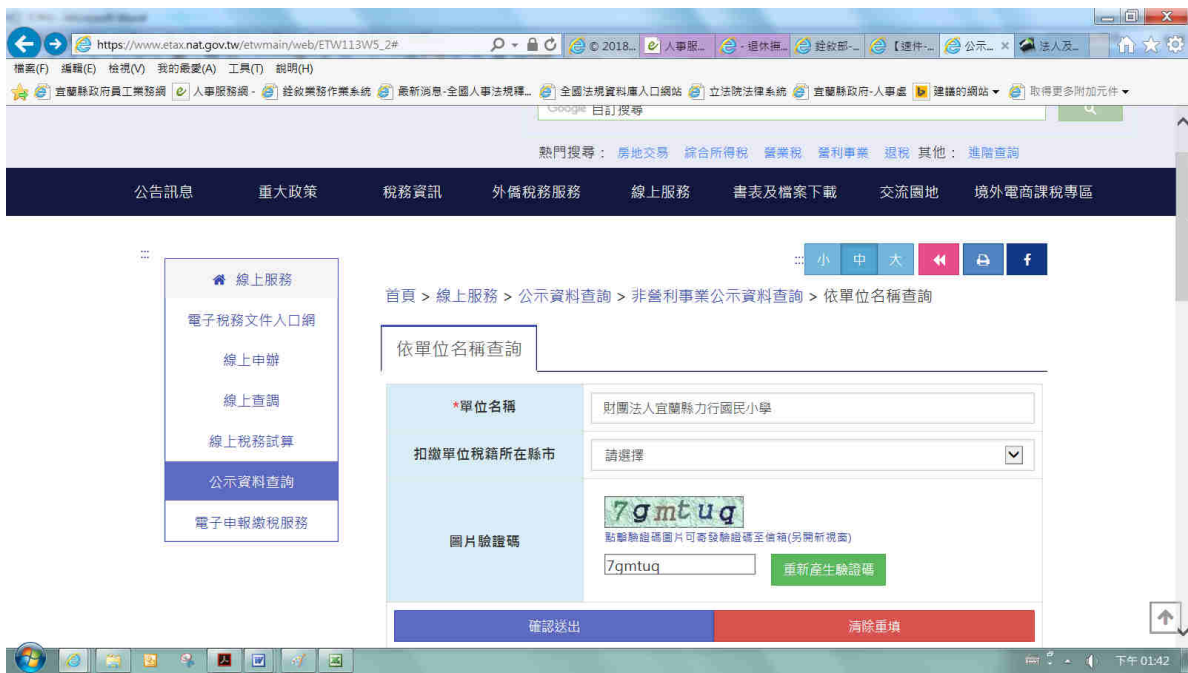 https://www.etax.nat.gov.tw/etwmain/web/ETW113W5_2#
© 2018...
人事服...
- 退休撫...
銓敘部-...
【速件-...
公示...
法人及...
檔案(F) 編輯(E) 檢視(V) 我的最愛(A) 工具(T) 說明(H)
宜蘭縣政府員工業務網 人事服務網 - 銓敘業務作業系統 最新消息-全國人事法規釋... 全國法規資料庫入口網站 立法院法律系統 宜蘭縣政府-人事處 建議的網站 取得更多附加元件
Google 自訂搜尋
熱門搜尋： 房地交易 綜合所得稅 營業稅 營利事業 退稅 其他： 進階查詢
公告訊息 重大政策 稅務資訊 外僑稅務服務 線上服務 書表及檔案下載 交流園地 境外電商課稅專區
小 中 大
線上服務
電子稅務文件入口網
線上申辦
線上查調
線上稅務試算
公示資料查詢
電子申報繳稅服務
首頁 > 線上服務 > 公示資料查詢 > 非營利事業公示資料查詢 > 依單位名稱查詢
依單位名稱查詢
*單位名稱 財團法人宜蘭縣力行國民小學
扣繳單位稅籍所在縣市 請選擇
圖片驗證碼
7gmtuq
點擊驗證碼圖片可寄發驗證碼至信箱(另開新視窗)
7gmtuq 重新產生驗證碼
確認送出 清除重填
下午 01:42